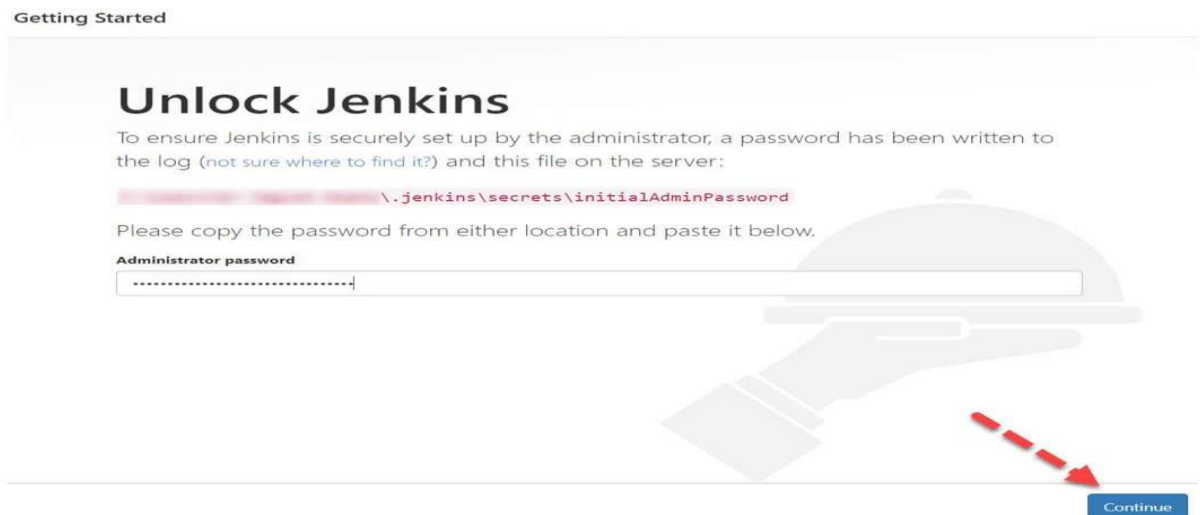 Getting Started
Unlock Jenkins
To ensure Jenkins is securely set up by the administrator, a password has been written to
the log (not sure where to find it?) and this file on the server:
\.jenkins\secrets\initialAdminPassword
Please copy the password from either location and paste it below.
Administrator password
Continue